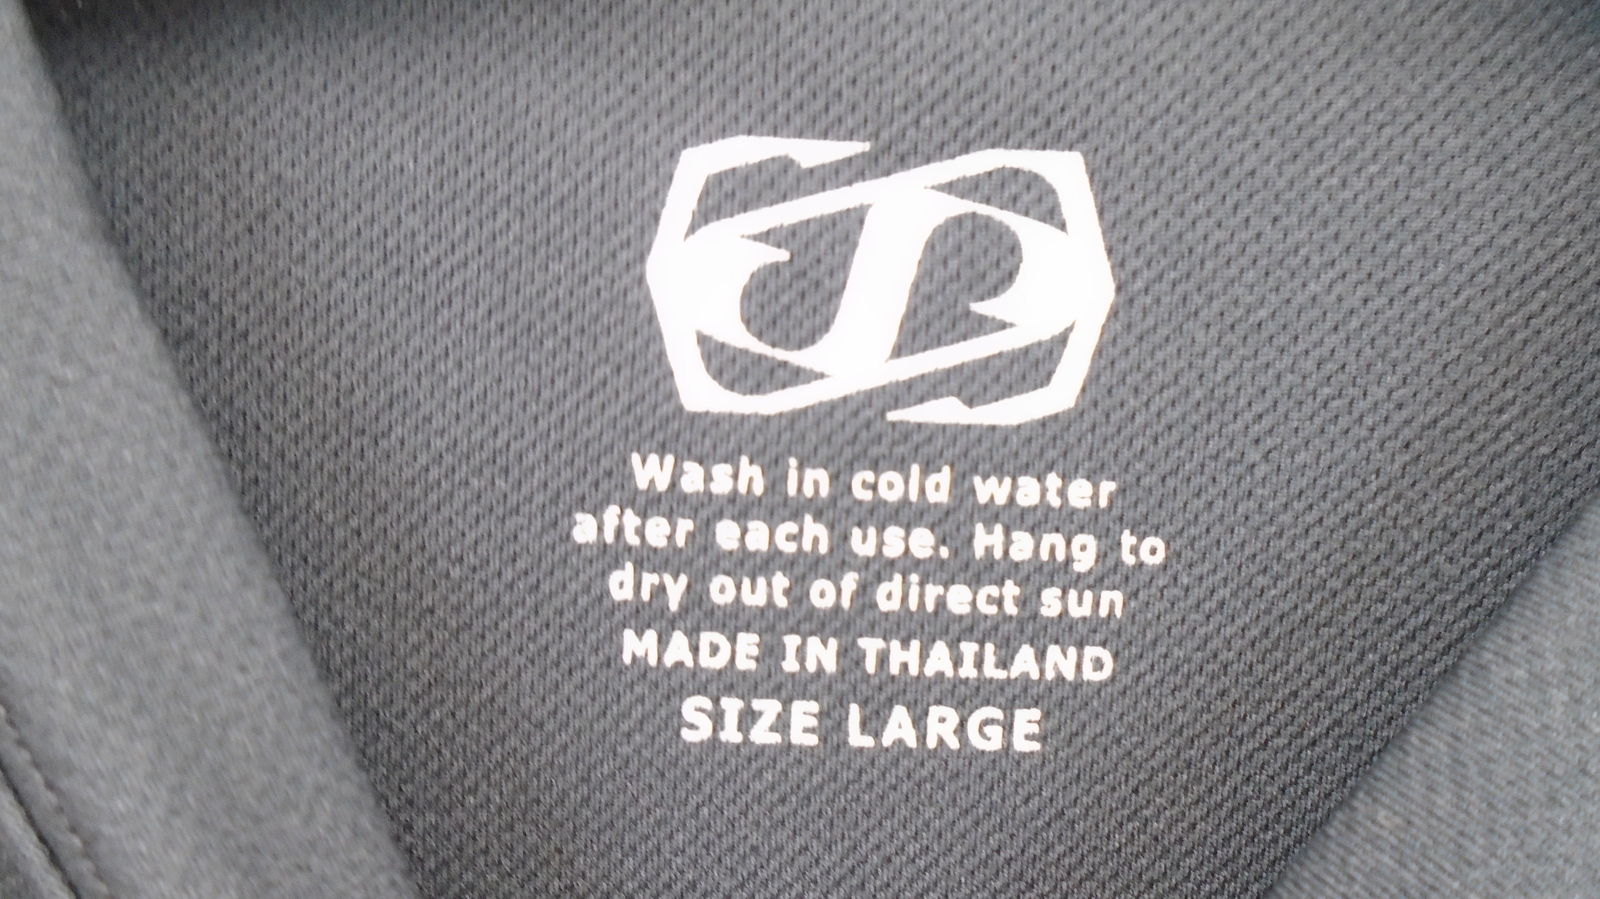 Wash in cold water
after each use. Hang to
dry out of direct sun
MADE IN THAILAND
SIZE LARGE